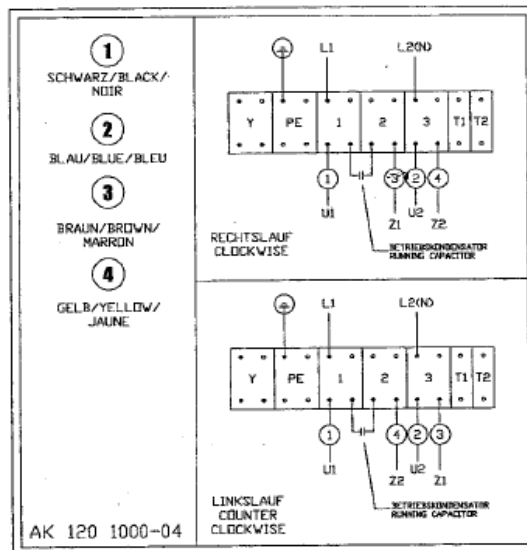 1
SCHWARZ/BLACK/
NOIR
2
BLAU/BLUE/BLEU
3
BRAUN/BROWN/
MARRON
4
GELB/YELLOW/
JAUNE
AK 120 1000-04
L1 L2(N)
Y PE 1 2 3 T1 T2
1 3 2 4
U1 Z1 U2 Z2
BETRIEBSKONDENSATOR
RUNNING CAPACITOR
RECHTSLAUF
CLOCKWISE
L1 L2(N)
Y PE 1 2 3 T1 T2
1 4 2 3
U1 Z2 U2 Z1
BETRIEBSKONDENSATOR
RUNNING CAPACITOR
LINKSLAUF
COUNTER
CLOCKWISE